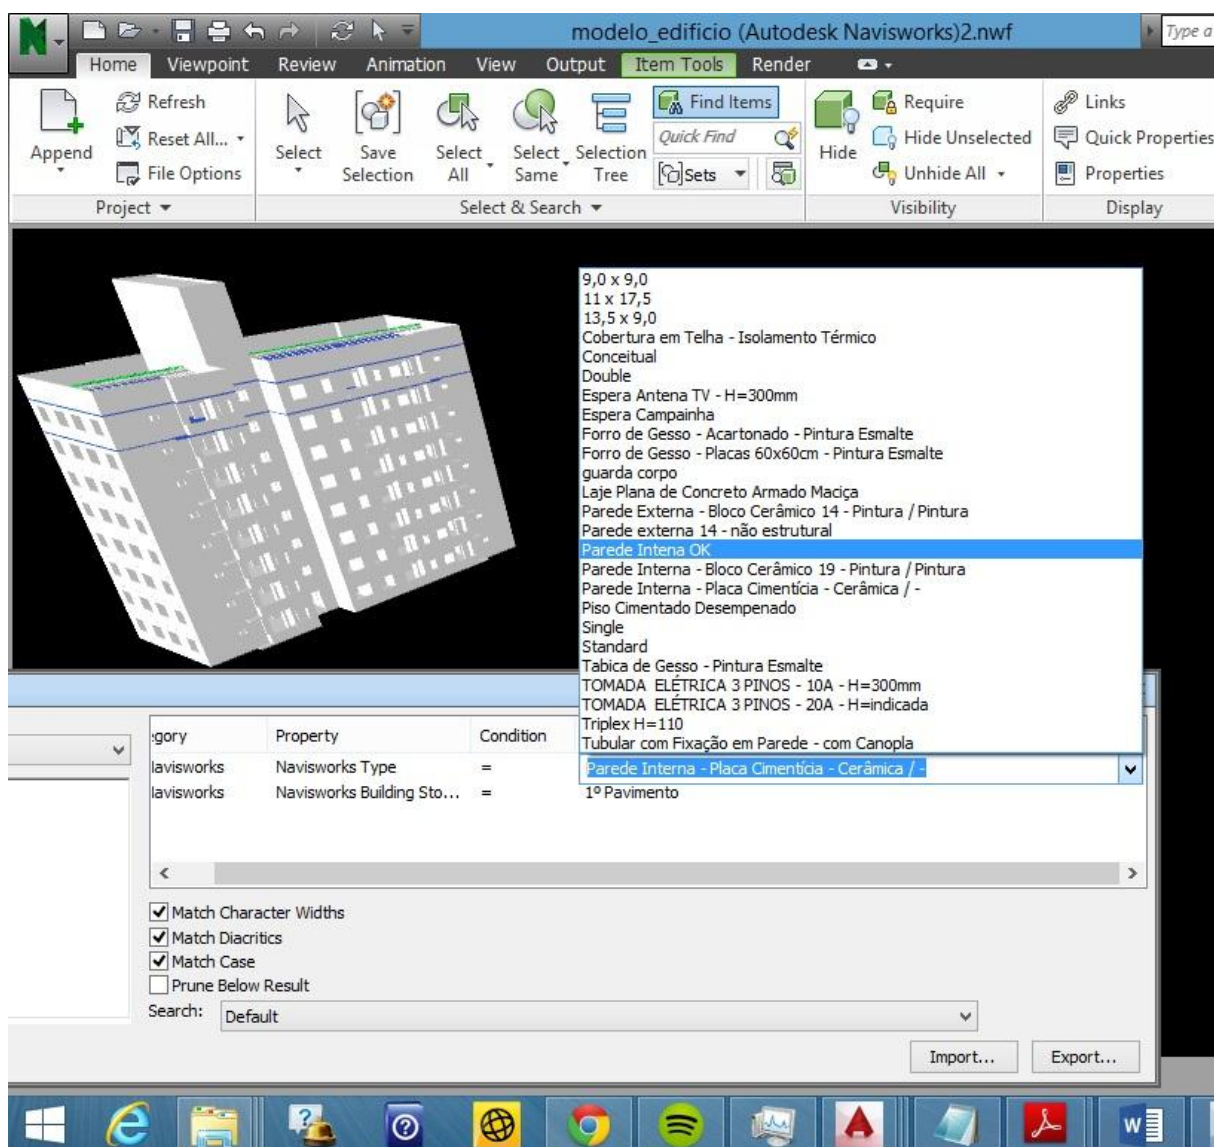 modelo_edificio (Autodesk Navisworks)2.nwf
Type a
Home Viewpoint Review Animation View Output Item Tools Render
Append
Refresh
Reset All...
File Options
Select
Save Selection
Select All
Select Same
Selection Tree
Find Items
Quick Find
Sets
Hide
Require
Hide Unselected
Unhide All
Links
Quick Properties
Properties
Project
Select & Search
Visibility
Display
9,0 x 9,0
11 x 17,5
13,5 x 9,0
Cobertura em Telha - Isolamento Térmico
Conceitual
Double
Espera Antena TV - H=300mm
Espera Campainha
Forro de Gesso - Acartonado - Pintura Esmalte
Forro de Gesso - Placas 60x60cm - Pintura Esmalte
guarda corpo
Laje Plana de Concreto Armado Maciça
Parede Externa - Bloco Cerâmico 14 - Pintura / Pintura
Parede externa 14 - não estrutural
Parede Intena OK
Parede Interna - Bloco Cerâmico 19 - Pintura / Pintura
Parede Interna - Placa Cimentícia - Cerâmica / -
Piso Cimentado Desempenado
Single
Standard
Tabica de Gesso - Pintura Esmalte
TOMADA ELÉTRICA 3 PINOS - 10A - H=300mm
TOMADA ELÉTRICA 3 PINOS - 20A - H=indicada
Triplex H=110
Tubular com Fixação em Parede - com Canopla
gory Property Condition
lavisworks Navisworks Type = Parede Interna - Placa Cimentícia - Cerâmica / -
lavisworks Navisworks Building Sto... = 1º Pavimento
Match Character Widths
Match Diacritics
Match Case
Prune Below Result
Search: Default
Import... Export...